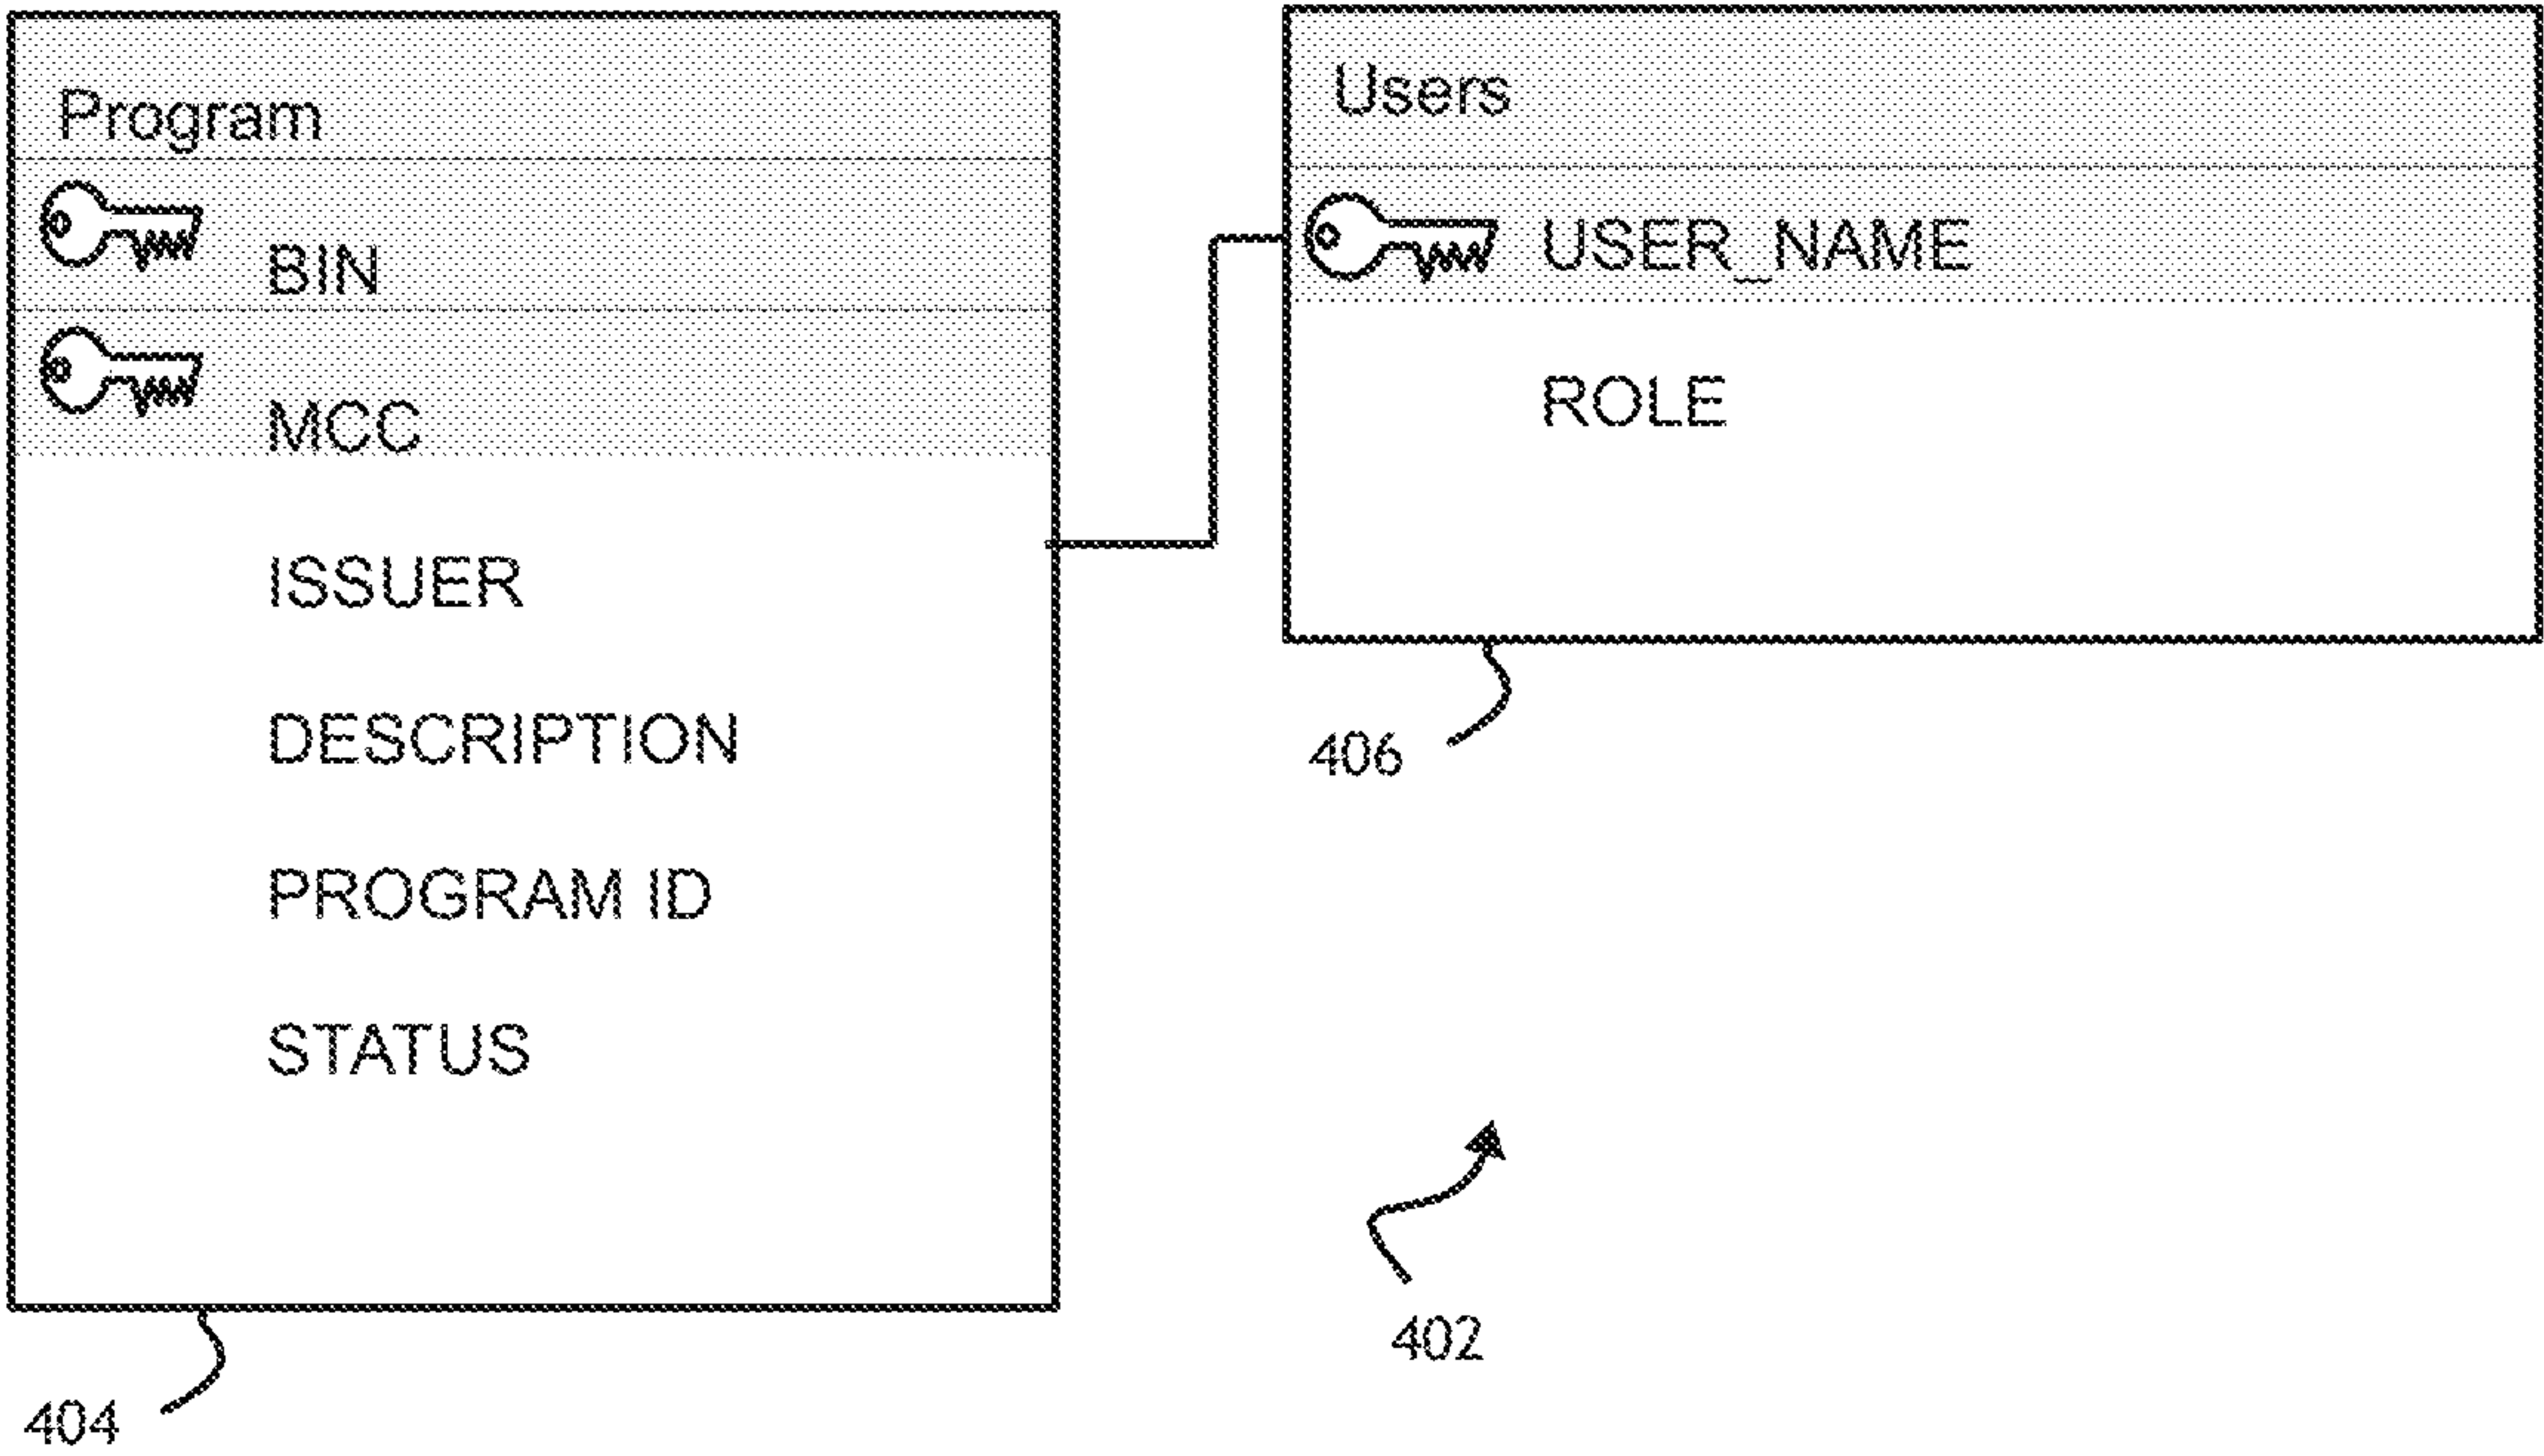 Program
BIN
MCC
ISSUER
DESCRIPTION
PROGRAM ID
STATUS
404
Users
USER_NAME
ROLE
406
402